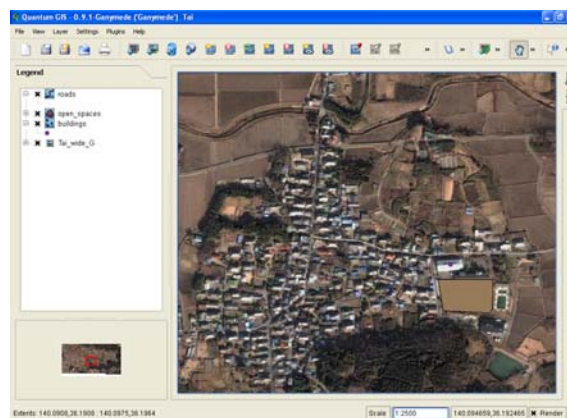 Quantum GIS - 0.9.1-Ganymede ('Ganymede') Tai
File View Layer Settings Plugins Help
Legend
roads
open_spaces
buildings
Tai_wide_G
Extents: 140.0906,36.1908 : 140.0975,36.1964
Scale 1:2500 140.094659,36.192465 Render